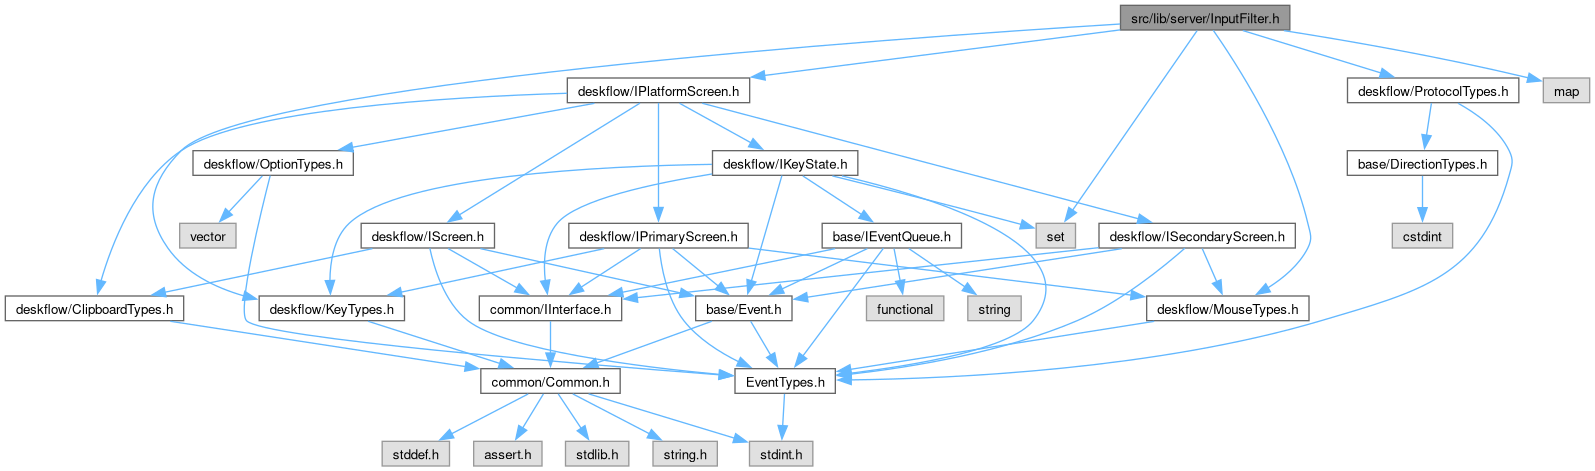 src/lib/server/InputFilter.h
deskflow/IPlatformScreen.h
deskflow/ProtocolTypes.h
map
deskflow/OptionTypes.h
deskflow/IKeyState.h
base/DirectionTypes.h
vector
deskflow/IScreen.h
deskflow/IPrimaryScreen.h
base/IEventQueue.h
set
deskflow/ISecondaryScreen.h
cstdint
deskflow/ClipboardTypes.h
deskflow/KeyTypes.h
common/IInterface.h
base/Event.h
functional
string
deskflow/MouseTypes.h
common/Common.h
EventTypes.h
stddef.h
assert.h
stdlib.h
string.h
stdint.h